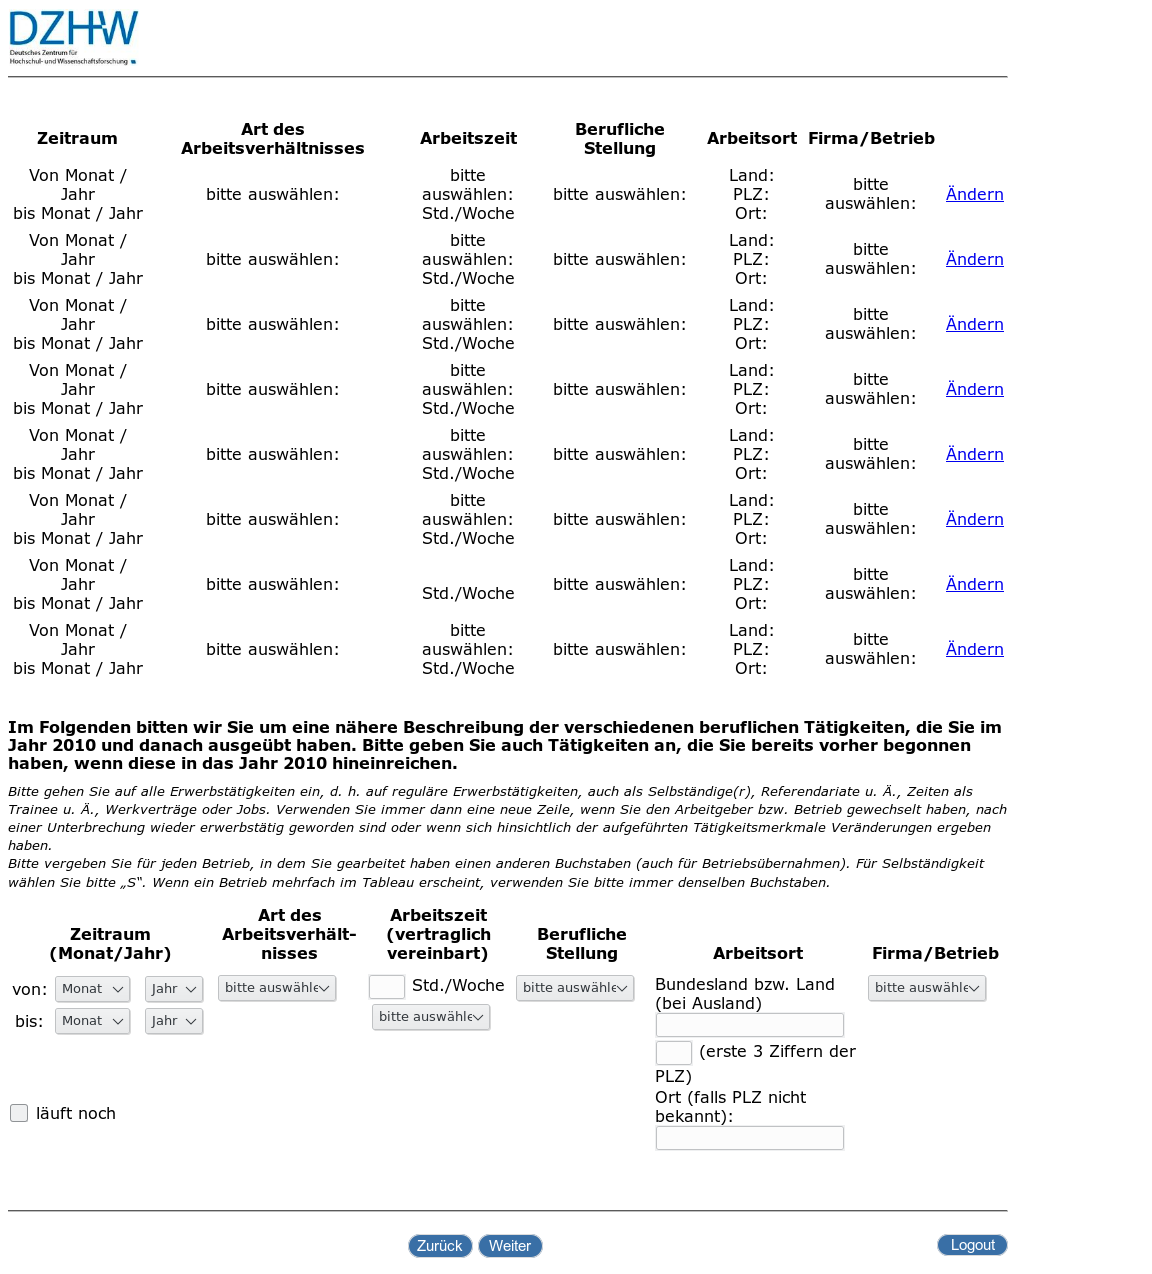 DZHW
Deutsches Zentrum für
Hochschul- und Wissenschaftsforschung
Zeitraum
Art des
Arbeitsverhältnisses
Arbeitszeit
Berufliche
Stellung
Arbeitsort
Firma/Betrieb
Von Monat /
Jahr
bis Monat / Jahr
bitte auswählen:
bitte
auswählen:
Std./Woche
bitte auswählen:
Land:
PLZ:
Ort:
bitte
auswählen:
Ändern
Von Monat /
Jahr
bis Monat / Jahr
bitte auswählen:
bitte
auswählen:
Std./Woche
bitte auswählen:
Land:
PLZ:
Ort:
bitte
auswählen:
Ändern
Von Monat /
Jahr
bis Monat / Jahr
bitte auswählen:
bitte
auswählen:
Std./Woche
bitte auswählen:
Land:
PLZ:
Ort:
bitte
auswählen:
Ändern
Von Monat /
Jahr
bis Monat / Jahr
bitte auswählen:
bitte
auswählen:
Std./Woche
bitte auswählen:
Land:
PLZ:
Ort:
bitte
auswählen:
Ändern
Von Monat /
Jahr
bis Monat / Jahr
bitte auswählen:
bitte
auswählen:
Std./Woche
bitte auswählen:
Land:
PLZ:
Ort:
bitte
auswählen:
Ändern
Von Monat /
Jahr
bis Monat / Jahr
bitte auswählen:
bitte
auswählen:
Std./Woche
bitte auswählen:
Land:
PLZ:
Ort:
bitte
auswählen:
Ändern
Von Monat /
Jahr
bis Monat / Jahr
bitte auswählen:
Std./Woche
bitte auswählen:
Land:
PLZ:
Ort:
bitte
auswählen:
Ändern
Von Monat /
Jahr
bis Monat / Jahr
bitte auswählen:
bitte
auswählen:
Std./Woche
bitte auswählen:
Land:
PLZ:
Ort:
bitte
auswählen:
Ändern
Im Folgenden bitten wir Sie um eine nähere Beschreibung der verschiedenen beruflichen Tätigkeiten, die Sie im
Jahr 2010 und danach ausgeübt haben. Bitte geben Sie auch Tätigkeiten an, die Sie bereits vorher begonnen
haben, wenn diese in das Jahr 2010 hineinreichen.
Bitte gehen Sie auf alle Erwerbstätigkeiten ein, d. h. auf reguläre Erwerbstätigkeiten, auch als Selbständige(r), Referendariate u. Ä., Zeiten als
Trainee u. Ä., Werkverträge oder Jobs. Verwenden Sie immer dann eine neue Zeile, wenn Sie den Arbeitgeber bzw. Betrieb gewechselt haben, nach
einer Unterbrechung wieder erwerbstätig geworden sind oder wenn sich hinsichtlich der aufgeführten Tätigkeitsmerkmale Veränderungen ergeben
haben.
Bitte vergeben Sie für jeden Betrieb, in dem Sie gearbeitet haben einen anderen Buchstaben (auch für Betriebsübernahmen). Für Selbständigkeit
wählen Sie bitte „S“. Wenn ein Betrieb mehrfach im Tableau erscheint, verwenden Sie bitte immer denselben Buchstaben.
Zeitraum
(Monat/Jahr)
Art des
Arbeitsverhält-
nisses
Arbeitszeit
(vertraglich
vereinbart)
Berufliche
Stellung
Arbeitsort
Firma/Betrieb
von: Monat Jahr
bis: Monat Jahr
läuft noch
bitte auswähle
Std./Woche
bitte auswähle
bitte auswähle
Bundesland bzw. Land
(bei Ausland)
(erste 3 Ziffern der
PLZ)
Ort (falls PLZ nicht
bekannt):
bitte auswähle
Zurück Weiter Logout